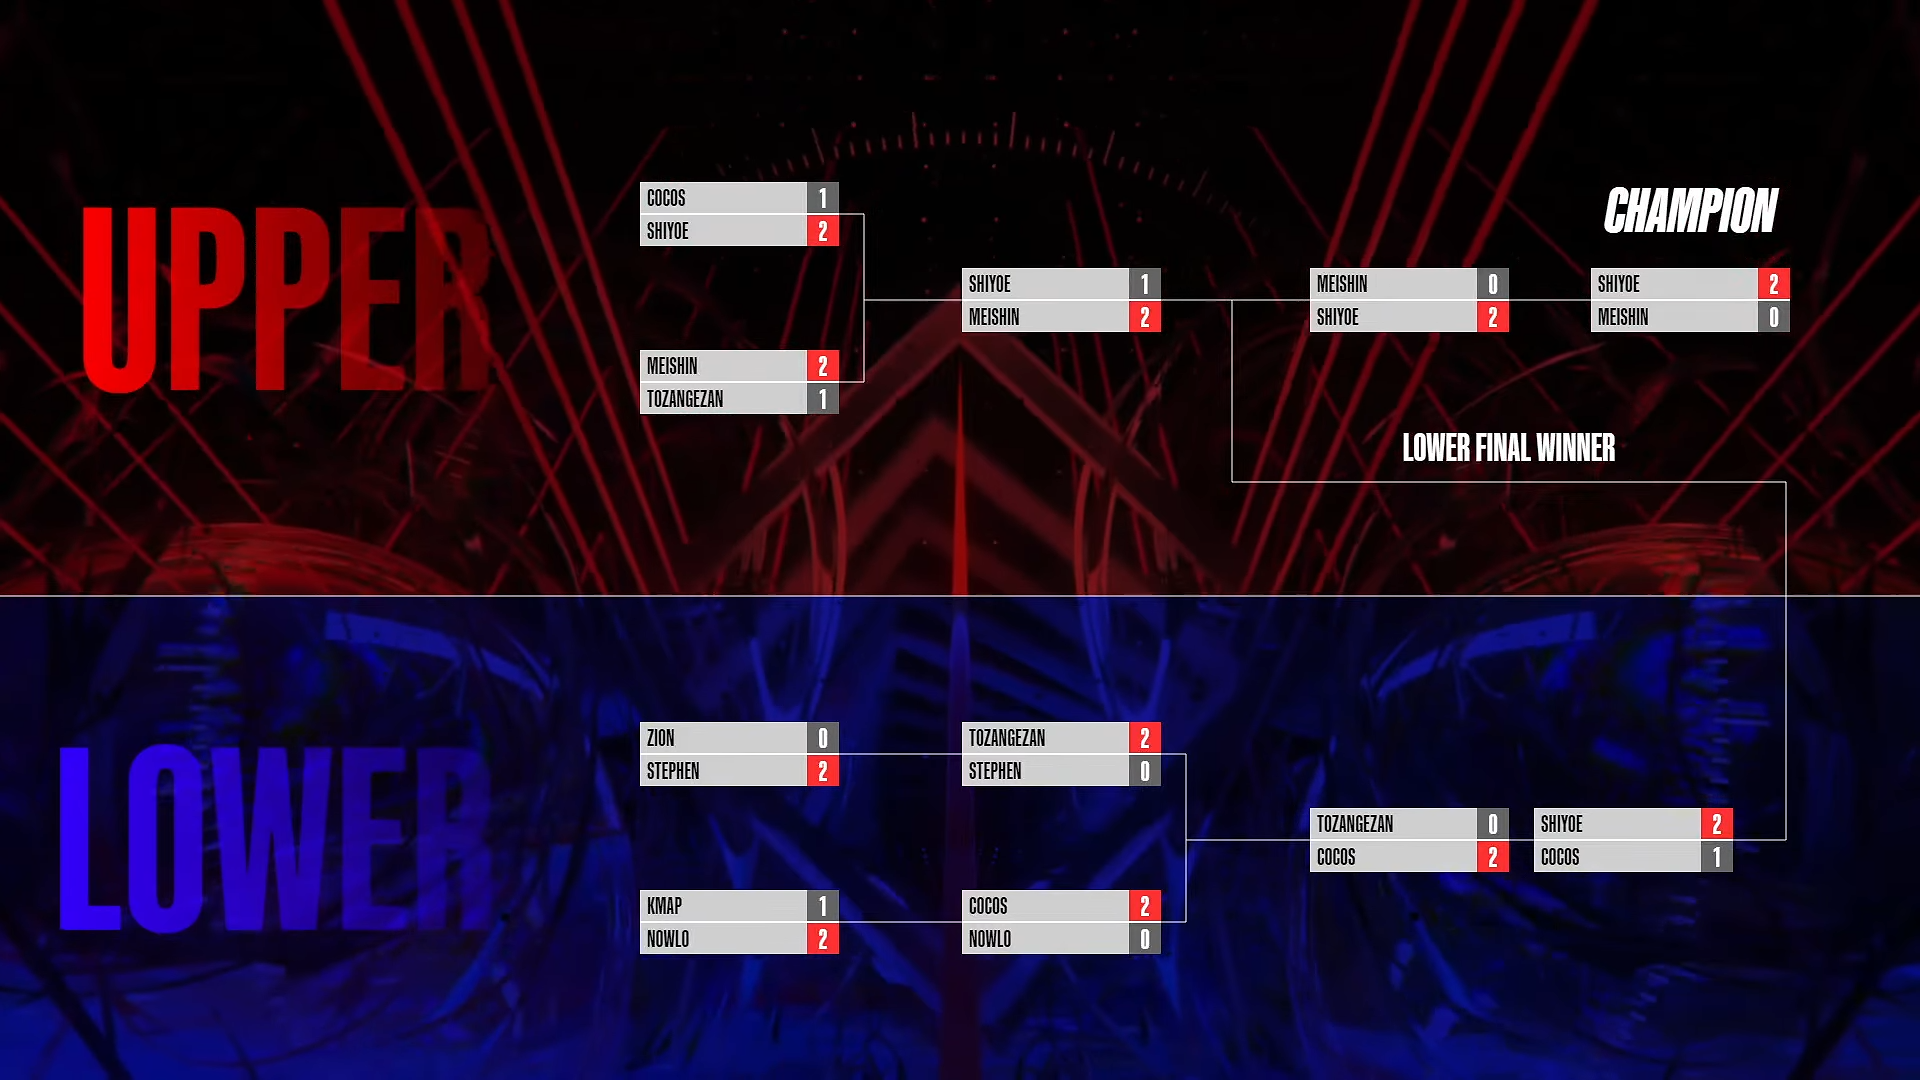 UPPER
COCOS 1
SHIYOE 2
MEISHIN 2
TOZANGEZAN 1
SHIYOE 1
MEISHIN 2
MEISHIN 0
SHIYOE 2
CHAMPION
SHIYOE 2
MEISHIN 0
LOWER FINAL WINNER
LOWER
ZION 0
STEPHEN 2
KMAP 1
NOWLO 2
TOZANGEZAN 2
STEPHEN 0
COCOS 2
NOWLO 0
TOZANGEZAN 0
COCOS 2
SHIYOE 2
COCOS 1